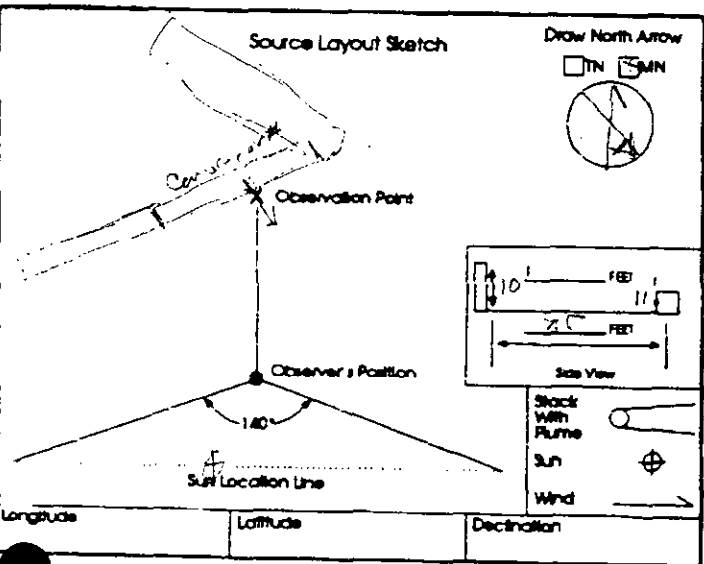 Source Layout Sketch
Draw North Arrow
TN MN
Observation Point
10
FEET
11
FEET
Side View
Observer's Position
140°
Sun Location Line
Stack
With
Plume
Sun
Wind
Longitude
Latitude
Declination